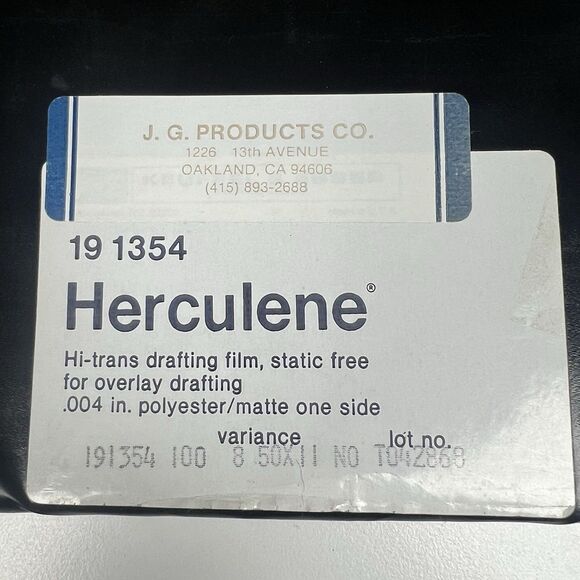 J. G. PRODUCTS CO.
1226 13th AVENUE
OAKLAND, CA 94606
(415) 893-2688
19 1354
Herculene®
Hi-trans drafting film, static free
for overlay drafting
.004 in. polyester/matte one side
variance lot no.
191354 100 8 50X11 NO T042868